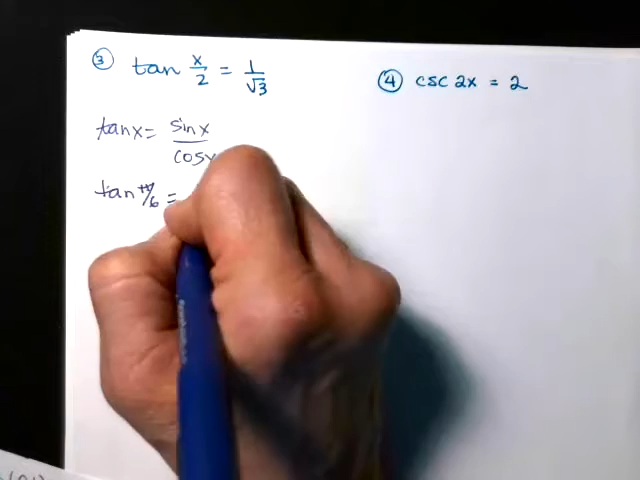 ③ tan x/2 = 1/√3
④ csc 2x = 2
tan x = sin x / cos x
tan π/6 =